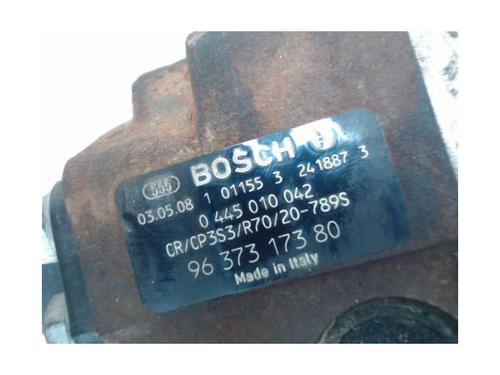 555 BOSCH
03.05.08 1 01155 3 241887 3
0 445 010 042
CR/CP3S3/R70/20-789S
96 373 173 80
Made in Italy